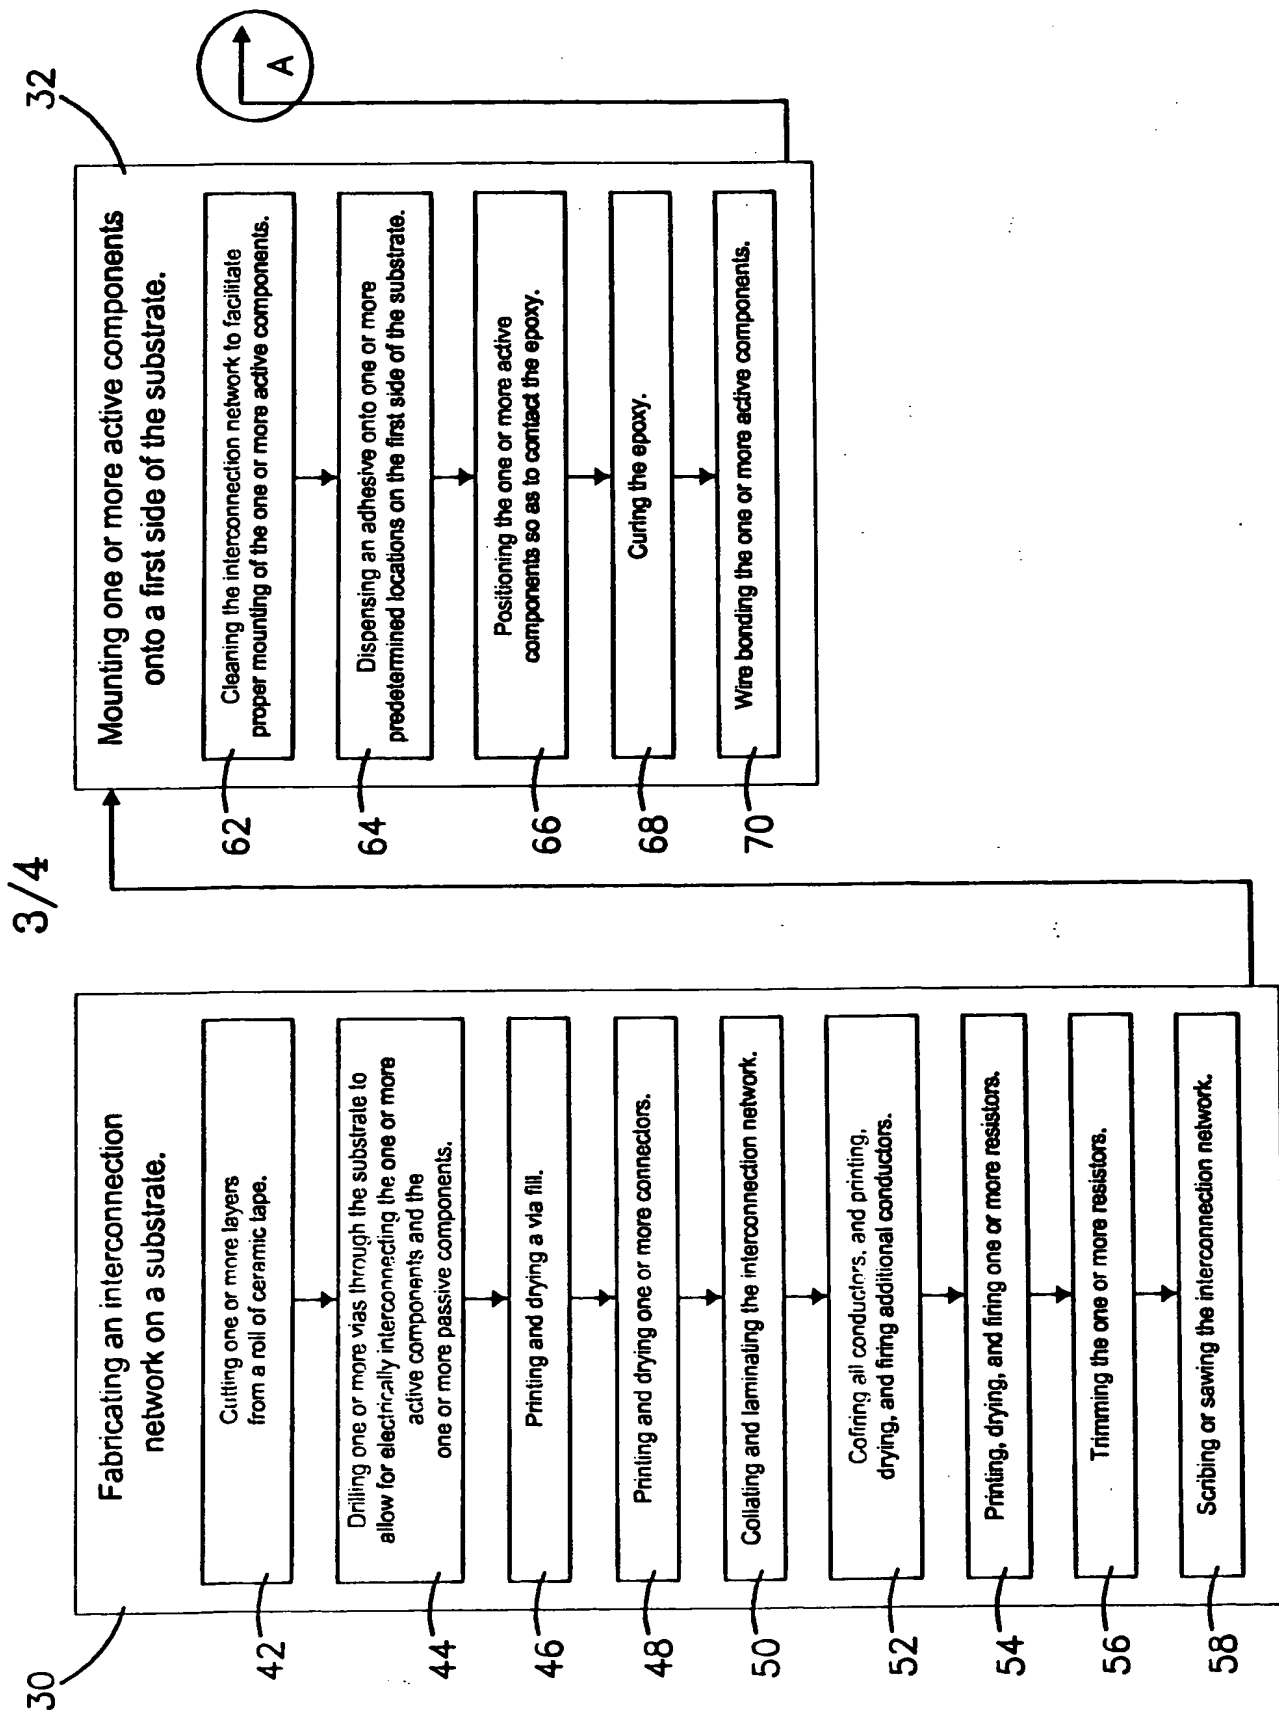 3/4
30
Fabricating an interconnection
network on a substrate.
42
Cutting one or more layers
from a roll of ceramic tape.
44
Drilling one or more vias through the substrate to
allow for electrically interconnecting the one or more
active components and the
one or more passive components.
46
Printing and drying a via fill.
48
Printing and drying one or more connectors.
50
Collating and laminating the interconnection network.
52
Cofiring all conductors, and printing,
drying, and firing additional conductors.
54
Printing, drying, and firing one or more resistors.
56
Trimming the one or more resistors.
58
Scribing or sawing the interconnection network.
32
Mounting one or more active components
onto a first side of the substrate.
62
Cleaning the interconnection network to facilitate
proper mounting of the one or more active components.
64
Dispensing an adhesive onto one or more
predetermined locations on the first side of the substrate.
66
Positioning the one or more active
components so as to contact the epoxy.
68
Curing the epoxy.
70
Wire bonding the one or more active components.
A